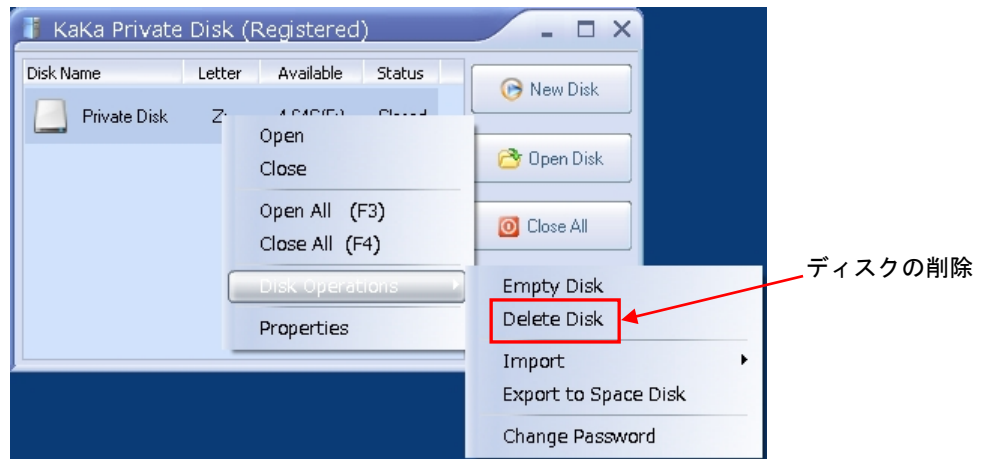 KaKa Private Disk (Registered)
Disk Name Letter Available Status
New Disk
Private Disk
Open
Close
Open Disk
Open All (F3)
Close All (F4)
Close All
Disk Operations
Properties
Empty Disk
Delete Disk
Import
Export to Space Disk
Change Password
ディスクの削除